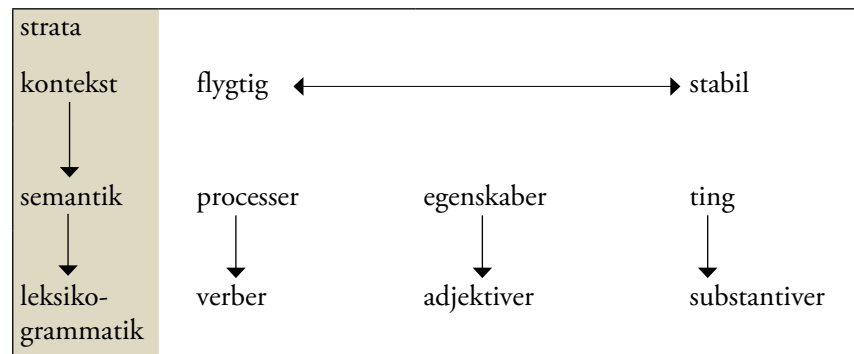 strata
kontekst flygtig stabil
semantik processer egenskaber ting
leksiko- verber adjektiver substantiver
grammatik